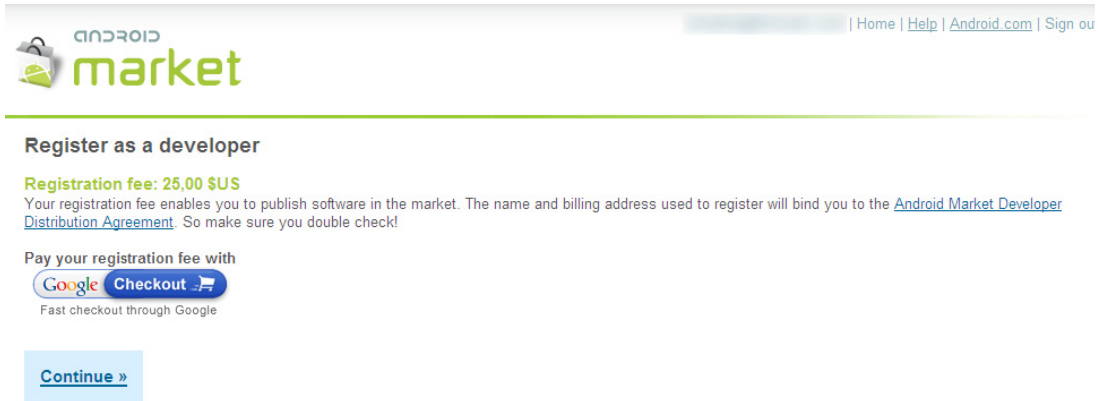 | Home | Help | Android.com | Sign ou
ANDROID
market
Register as a developer
Registration fee: 25,00 $US
Your registration fee enables you to publish software in the market. The name and billing address used to register will bind you to the Android Market Developer
Distribution Agreement. So make sure you double check!
Pay your registration fee with
Google Checkout
Fast checkout through Google
Continue »